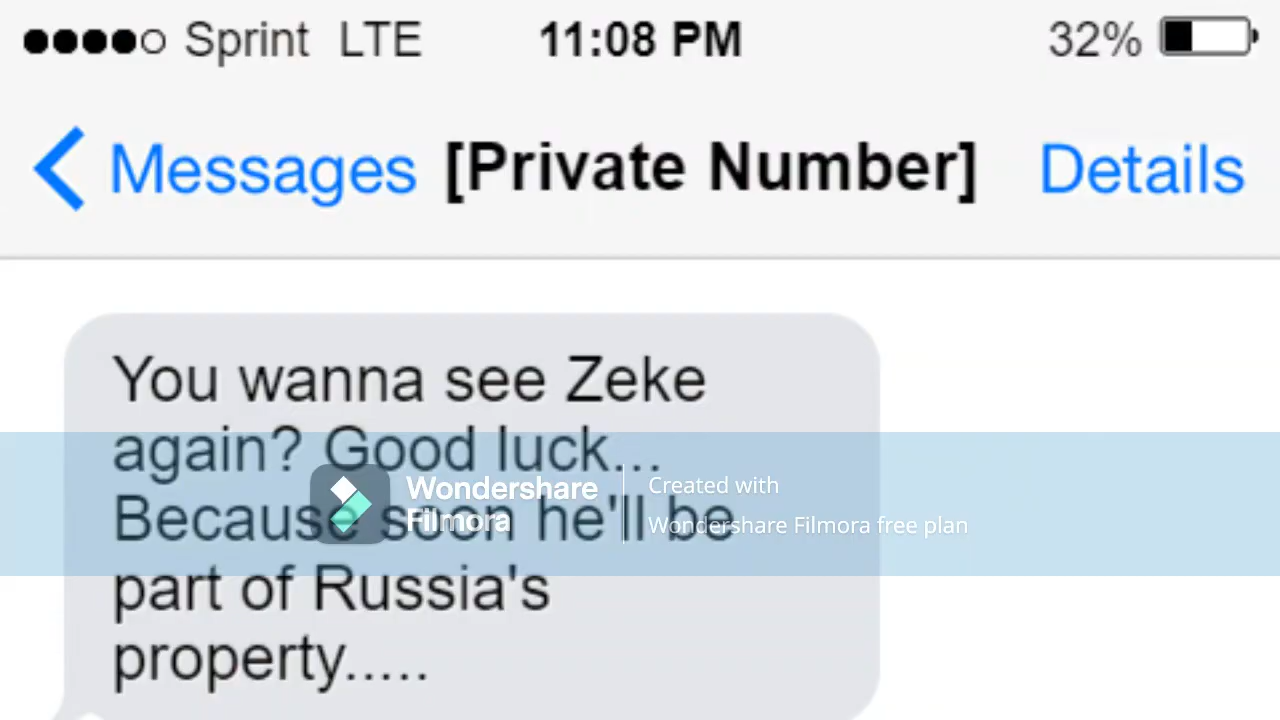 Sprint LTE 11:08 PM 32%
Messages [Private Number] Details
You wanna see Zeke
again? Good luck...
Because soon he'll be
part of Russia's
property.....
Wondershare
Filmora
Created with
Wondershare Filmora free plan